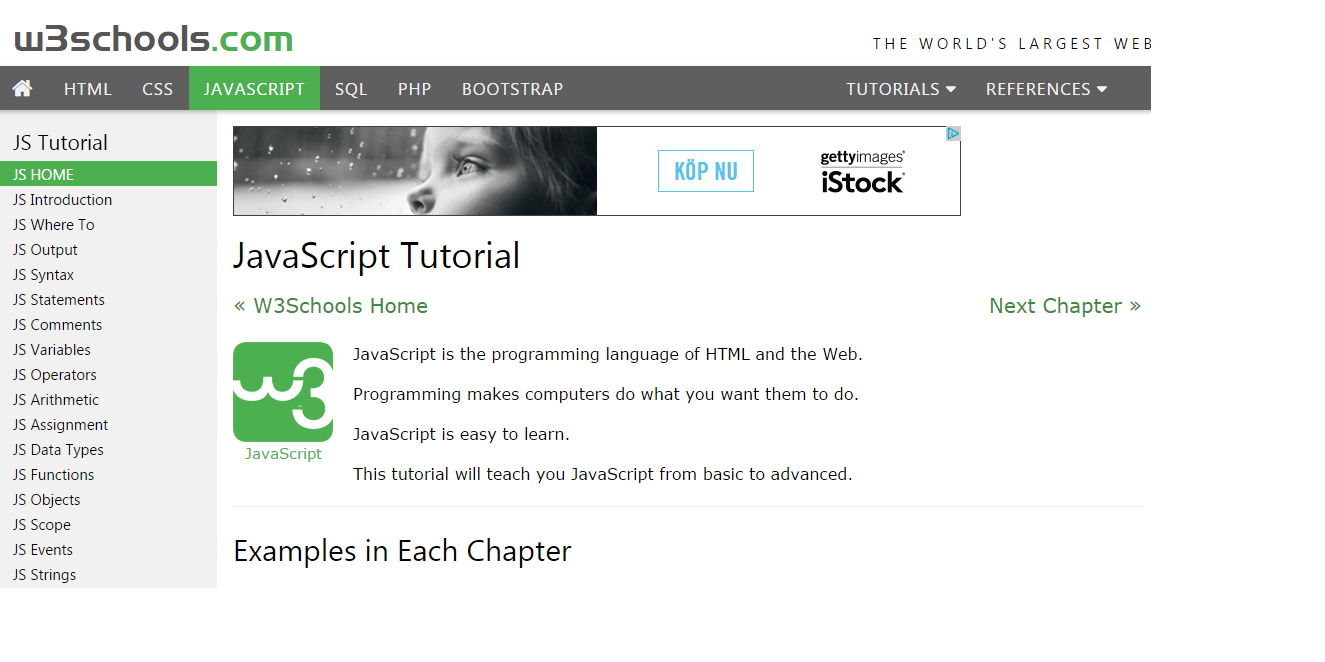 w3schools.com
THE WORLD'S LARGEST WEB
HTML CSS JAVASCRIPT SQL PHP BOOTSTRAP TUTORIALS REFERENCES
JS Tutorial
JS HOME
JS Introduction
JS Where To
JS Output
JS Syntax
JS Statements
JS Comments
JS Variables
JS Operators
JS Arithmetic
JS Assignment
JS Data Types
JS Functions
JS Objects
JS Scope
JS Events
JS Strings
KÖP NU
gettyimages®
iStock®
JavaScript Tutorial
« W3Schools Home
Next Chapter »
w3
JavaScript
JavaScript is the programming language of HTML and the Web.
Programming makes computers do what you want them to do.
JavaScript is easy to learn.
This tutorial will teach you JavaScript from basic to advanced.
Examples in Each Chapter